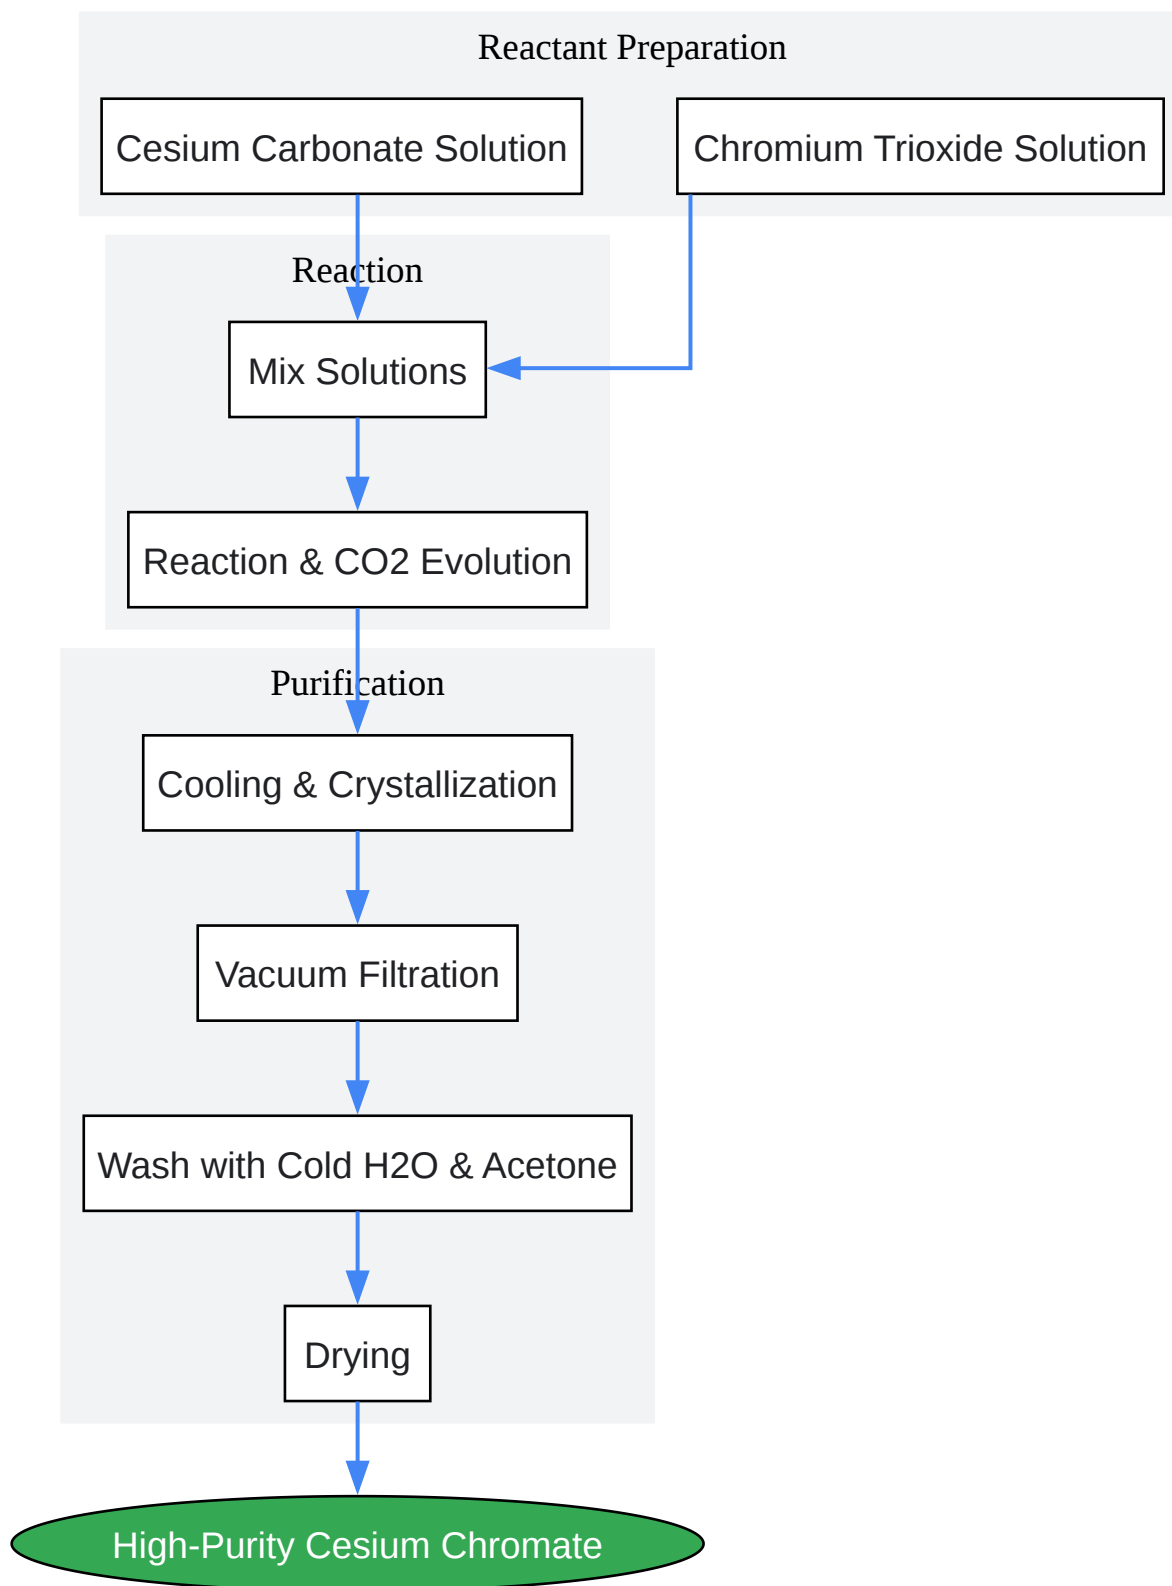 Reactant Preparation
Cesium Carbonate Solution
Chromium Trioxide Solution
Reaction
Mix Solutions
Reaction & CO2 Evolution
Purification
Cooling & Crystallization
Vacuum Filtration
Wash with Cold H2O & Acetone
Drying
High-Purity Cesium Chromate